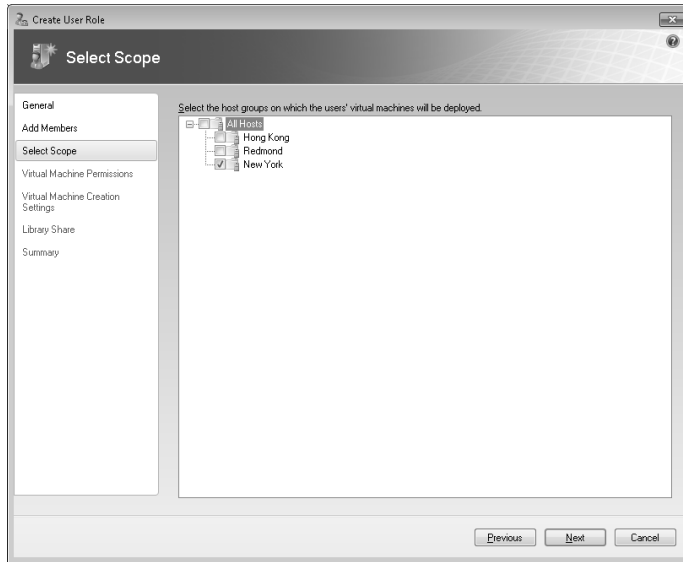 Create User Role
Select Scope
General
Add Members
Select Scope
Virtual Machine Permissions
Virtual Machine Creation
Settings
Library Share
Summary
Select the host groups on which the users' virtual machines will be deployed.
All Hosts
Hong Kong
Redmond
New York
Previous
Next
Cancel